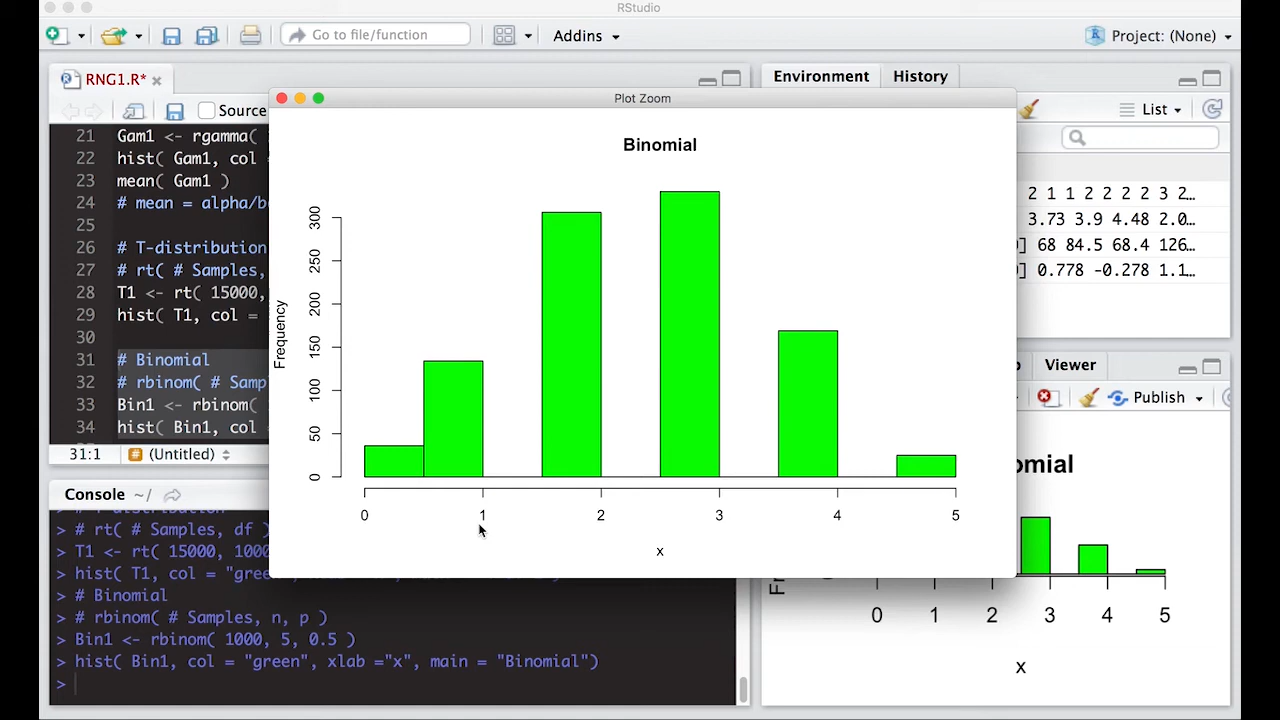 RStudio
Go to file/function
Addins
Project: (None)
RNG1.R*
Source
21 Gam1 <- rgamma(
22 hist( Gam1, col
23 mean( Gam1 )
24 # mean = alpha/b
25
26 # T-distribution
27 # rt( # Samples,
28 T1 <- rt( 15000,
29 hist( T1, col =
30
31 # Binomial
32 # rbinom( # Samp
33 Bin1 <- rbinom(
34 hist( Bin1, col
31:1 (Untitled)
Console ~/
> # rt( # Samples, df )
> T1 <- rt( 15000, 1000
> hist( T1, col = "green
> # Binomial
> # rbinom( # Samples, n, p )
> Bin1 <- rbinom( 1000, 5, 0.5 )
> hist( Bin1, col = "green", xlab ="x", main = "Binomial")
>
Plot Zoom
Binomial
Frequency
300
250
200
150
100
50
0
0 1 2 3 4 5
x
Environment History
List
2 1 1 2 2 2 2 3 2…
3.73 3.9 4.48 2.0…
] 68 84.5 68.4 126…
] 0.778 -0.278 1.1…
Viewer
Publish
omial
0 1 2 3 4 5
x